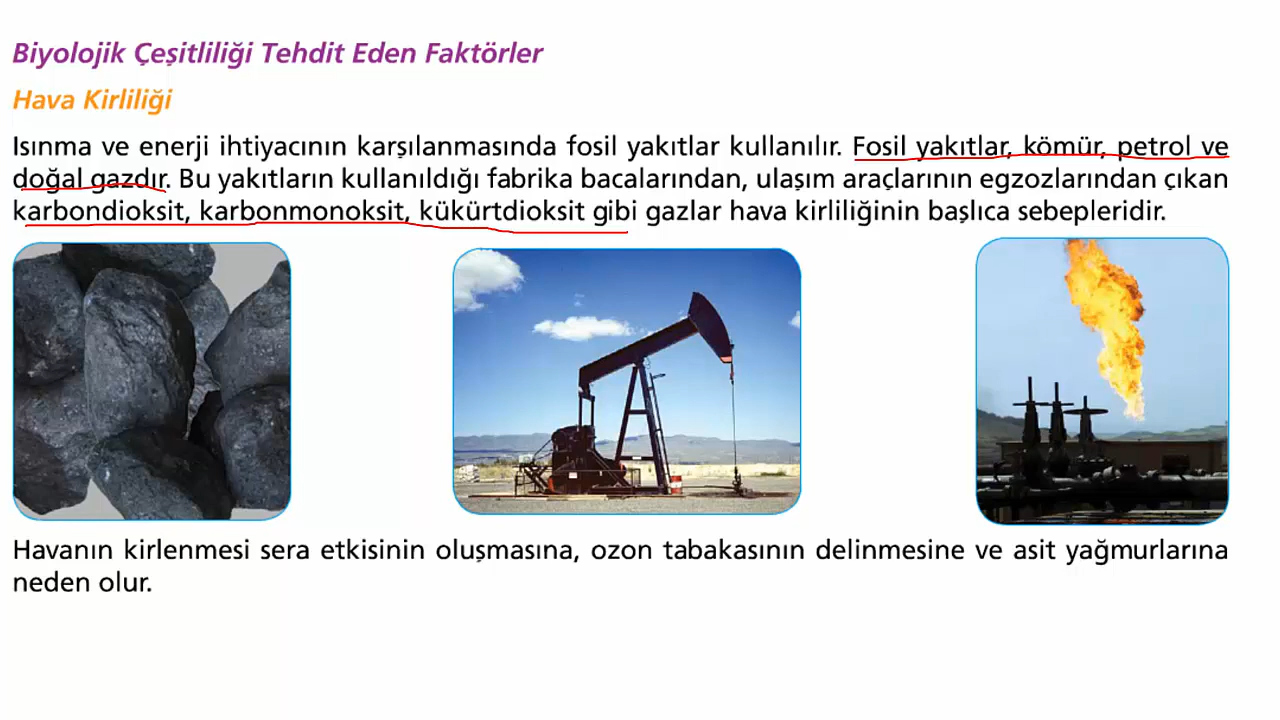 Biyolojik Çeşitliliği Tehdit Eden Faktörler
Hava Kirliliği
Isınma ve enerji ihtiyacının karşılanmasında fosil yakıtlar kullanılır. Fosil yakıtlar, kömür, petrol ve
doğal gazdır. Bu yakıtların kullanıldığı fabrika bacalarından, ulaşım araçlarının egzozlarından çıkan
karbondioksit, karbonmonoksit, kükürtdioksit gibi gazlar hava kirliliğinin başlıca sebepleridir.
Havanın kirlenmesi sera etkisinin oluşmasına, ozon tabakasının delinmesine ve asit yağmurlarına
neden olur.